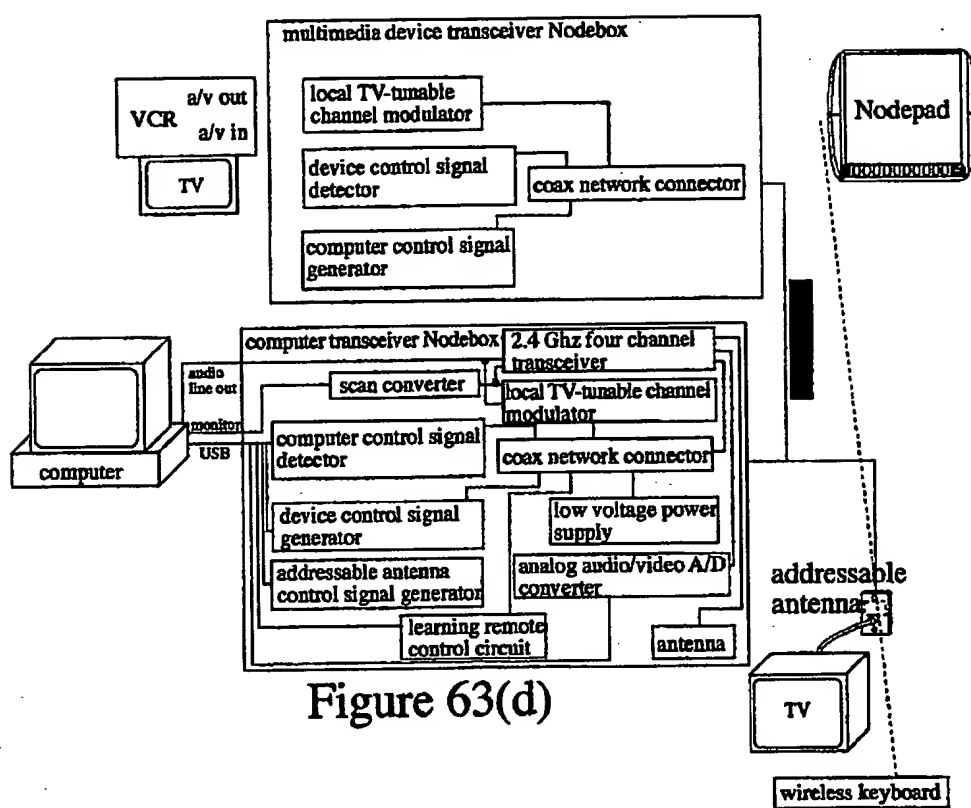 multimedia device transceiver Nodebox
local TV-tunable
channel modulator
device control signal
detector
coax network connector
computer control signal
generator
a/v out
VCR
a/v in
TV
Nodepad
computer transceiver Nodebox
2.4 Ghz four channel
transceiver
audio
line out
scan converter
local TV-tunable channel
modulator
monitor
USB
computer
computer control signal
detector
coax network connector
device control signal
generator
low voltage power
supply
addressable antenna
control signal generator
analog audio/video A/D
converter
learning remote
control circuit
antenna
addressable
antenna
TV
wireless keyboard
Figure 63(d)